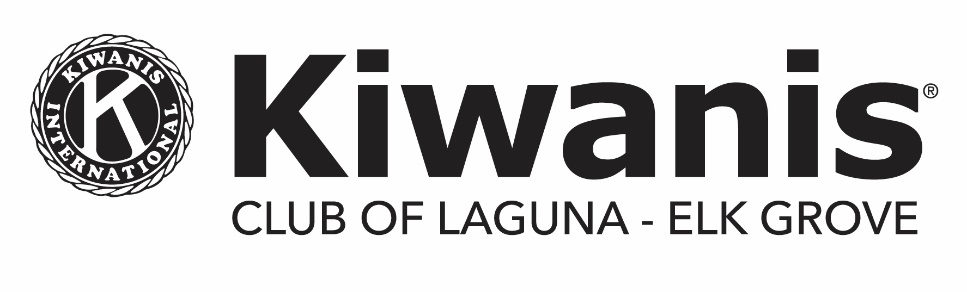 KIWANIS
K
INTERNATIONAL
Kiwanis®
CLUB OF LAGUNA - ELK GROVE